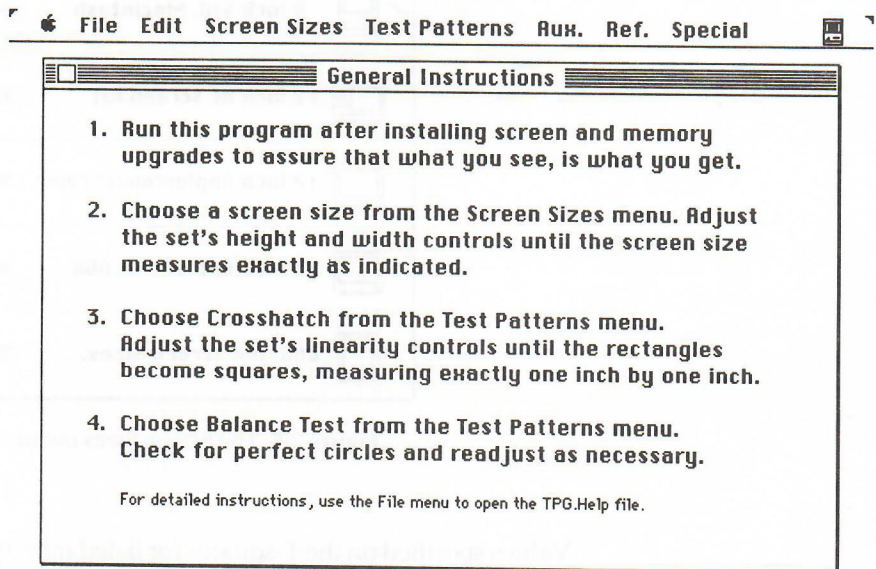 File Edit Screen Sizes Test Patterns Aux. Ref. Special
General Instructions
1. Run this program after installing screen and memory
upgrades to assure that what you see, is what you get.
2. Choose a screen size from the Screen Sizes menu. Adjust
the set's height and width controls until the screen size
measures exactly as indicated.
3. Choose Crosshatch from the Test Patterns menu.
Adjust the set's linearity controls until the rectangles
become squares, measuring exactly one inch by one inch.
4. Choose Balance Test from the Test Patterns menu.
Check for perfect circles and readjust as necessary.
For detailed instructions, use the File menu to open the TPG.Help file.